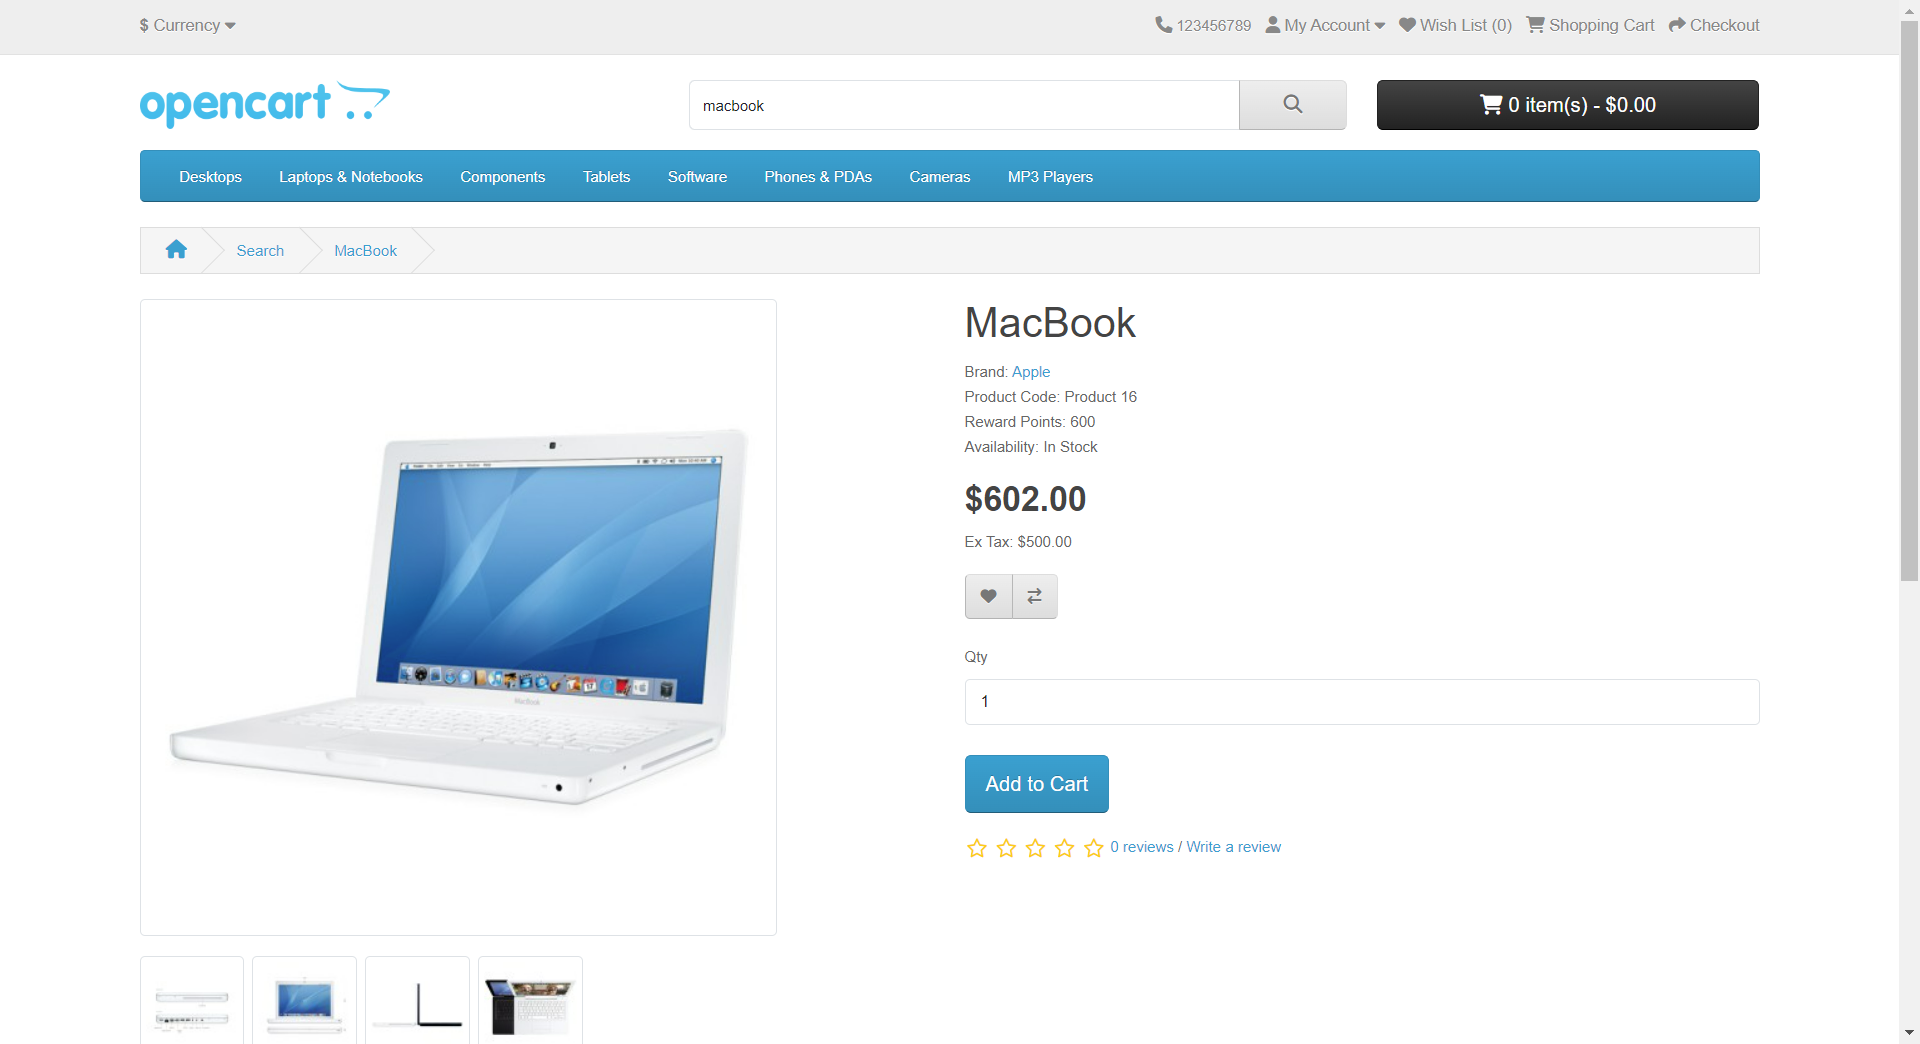 $ Currency
123456789 My Account Wish List (0) Shopping Cart Checkout
opencart
macbook
0 item(s) - $0.00
Desktops Laptops & Notebooks Components Tablets Software Phones & PDAs Cameras MP3 Players
Search MacBook
MacBook
Brand: Apple
Product Code: Product 16
Reward Points: 600
Availability: In Stock
$602.00
Ex Tax: $500.00
Qty
1
Add to Cart
0 reviews / Write a review
MacBook